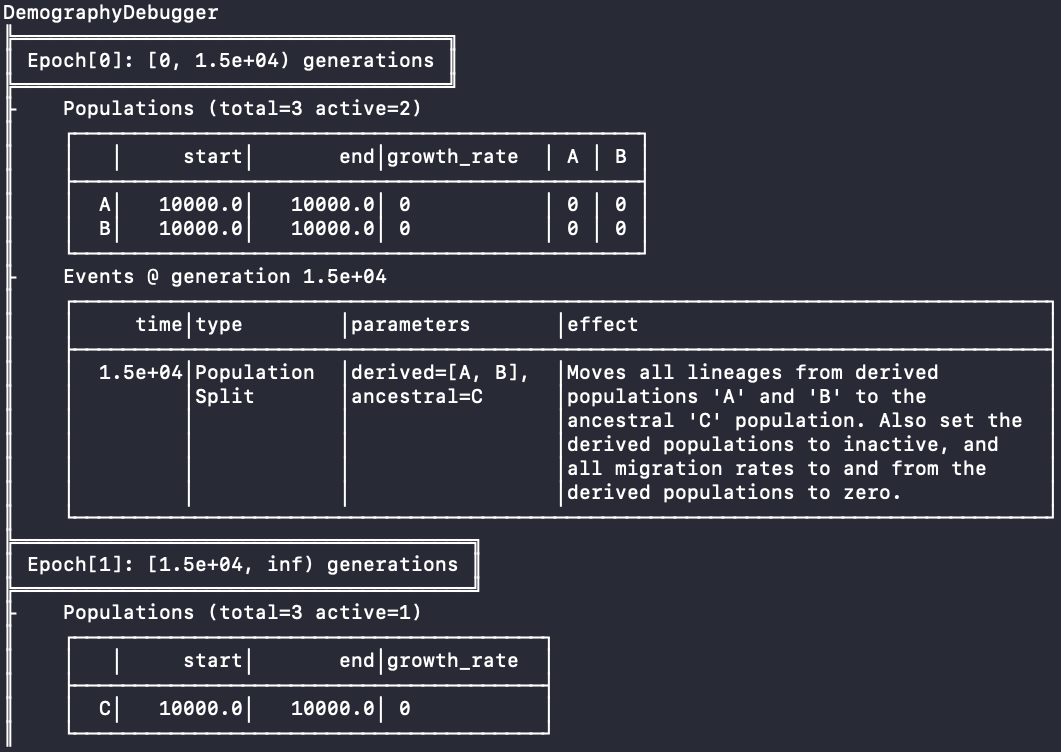 DemographyDebugger
Epoch[0]: [0, 1.5e+04) generations
Populations (total=3 active=2)
│ start│ end│growth_rate │ A │ B
A│ 10000.0│ 10000.0│ 0 │ 0 │ 0
B│ 10000.0│ 10000.0│ 0 │ 0 │ 0
Events @ generation 1.5e+04
time│type │parameters │effect
1.5e+04│Population │derived=[A, B], │Moves all lineages from derived
│Split │ancestral=C │populations 'A' and 'B' to the
│ │ │ancestral 'C' population. Also set the
│ │ │derived populations to inactive, and
│ │ │all migration rates to and from the
│ │ │derived populations to zero.
Epoch[1]: [1.5e+04, inf) generations
Populations (total=3 active=1)
│ start│ end│growth_rate
C│ 10000.0│ 10000.0│ 0